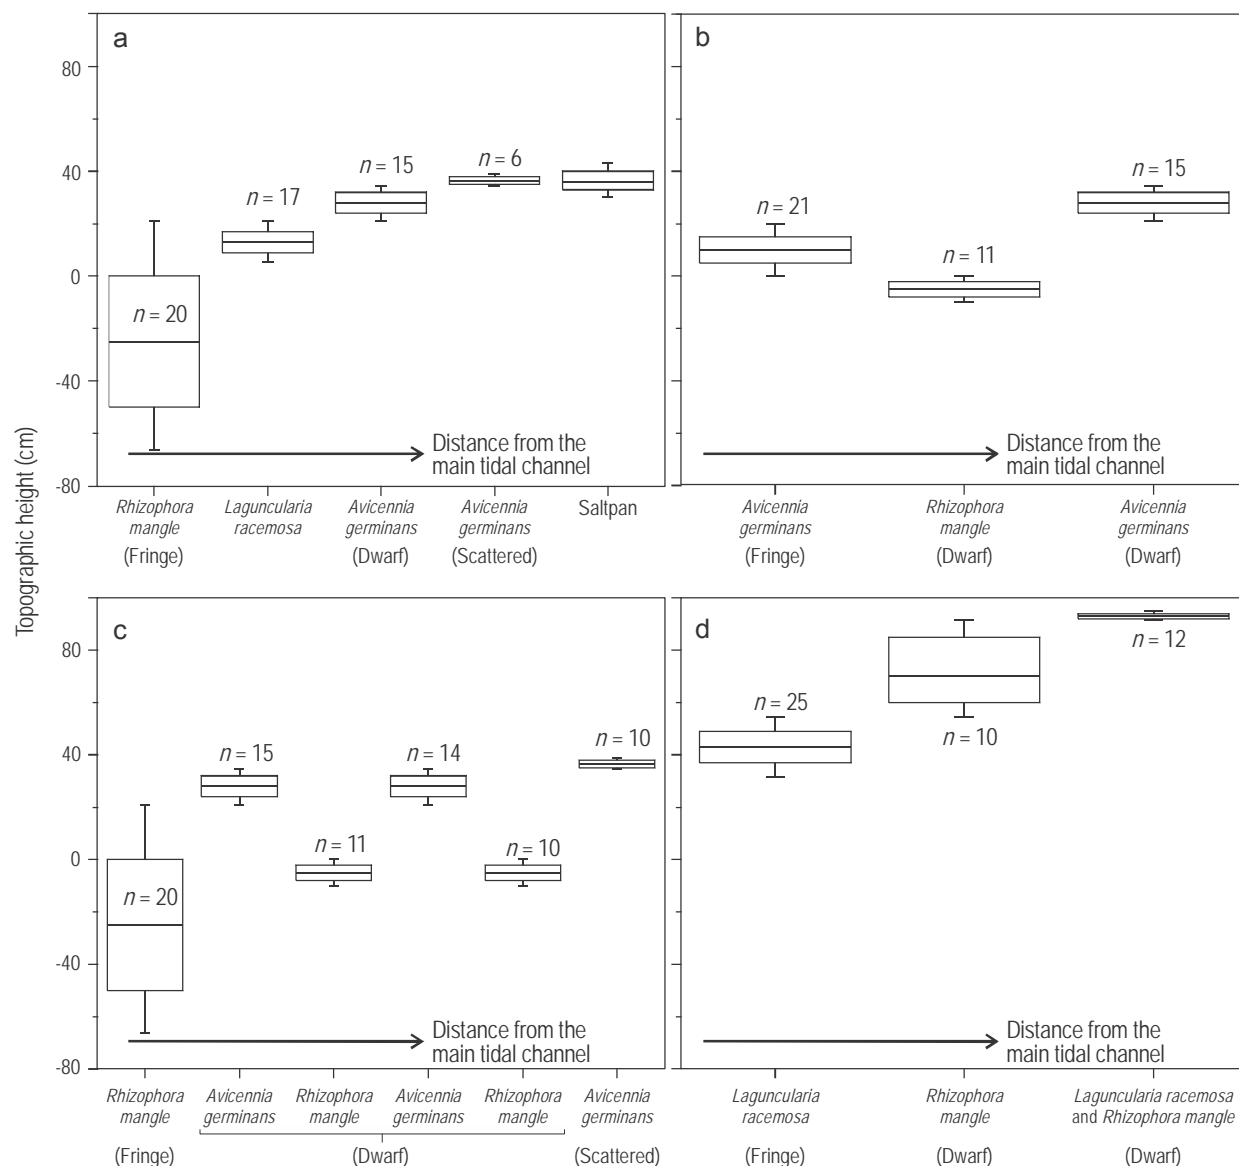 Topographic height (cm)
a
80
40
0
-40
-80
n = 20
n = 17
n = 15
n = 6
Distance from the
main tidal channel
Rhizophora
mangle
(Fringe)
Laguncularia
racemosa
Avicennia
germinans
(Dwarf)
Avicennia
germinans
(Scattered)
Saltpan
b
n = 21
n = 11
n = 15
Distance from the
main tidal channel
Avicennia
germinans
(Fringe)
Rhizophora
mangle
(Dwarf)
Avicennia
germinans
(Dwarf)
c
80
40
0
-40
-80
n = 20
n = 15
n = 11
n = 14
n = 10
n = 10
Distance from the
main tidal channel
Rhizophora
mangle
(Fringe)
Avicennia
germinans
Rhizophora
mangle
Avicennia
germinans
Rhizophora
mangle
(Dwarf)
Avicennia
germinans
(Scattered)
d
n = 25
n = 10
n = 12
Distance from the
main tidal channel
Laguncularia
racemosa
(Fringe)
Rhizophora
mangle
(Dwarf)
Laguncularia racemosa
and Rhizophora mangle
(Dwarf)